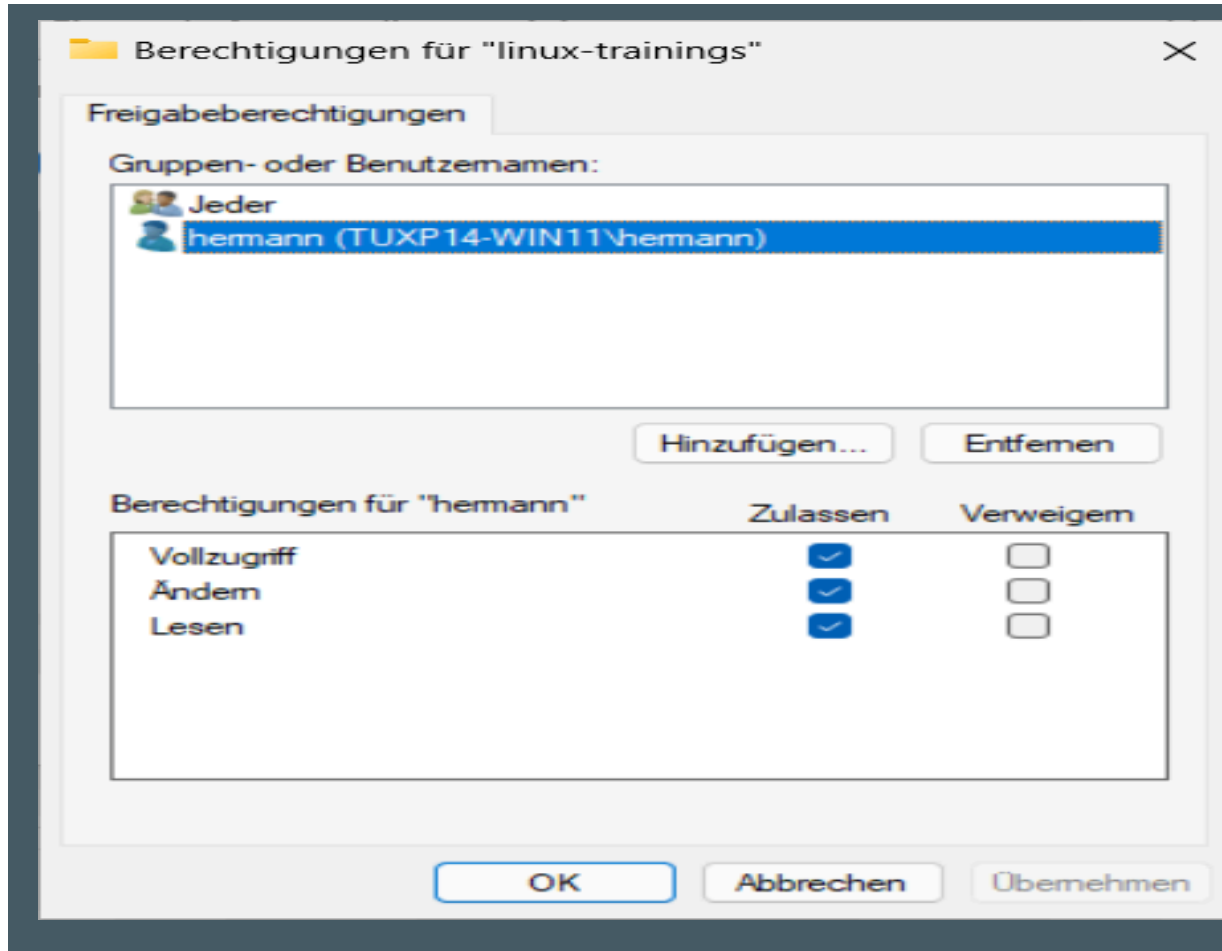 Berechtigungen für "linux-trainings"
Freigabeberechtigungen
Gruppen- oder Benutzernamen:
Jeder
hermann (TUXP14-WIN11\hermann)
Hinzufügen... Entfernen
Berechtigungen für "hermann" Zulassen Verweigern
Vollzugriff
Ändern
Lesen
OK Abbrechen Übernehmen